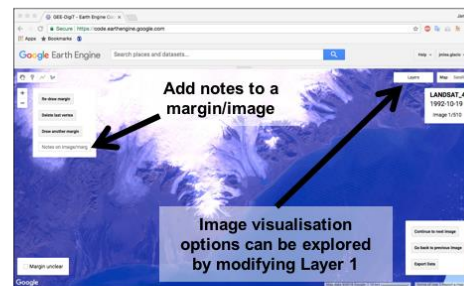 GEE-DigiT - Earth Engine Co
Secure https://code.earthengine.google.com
Apps Bookmarks
Google Earth Engine
Search places and datasets...
Help
Layers
Map
Add notes to a
margin/image
LANDSAT_4
1992-10-19
Image 1/510
Re-draw margin
Delete last vertex
Draw another margin
Notes on image/marg
Image visualisation
options can be explored
by modifying Layer 1
Continue to next image
Go back to previous image
Export Data
Margin unclear
Google